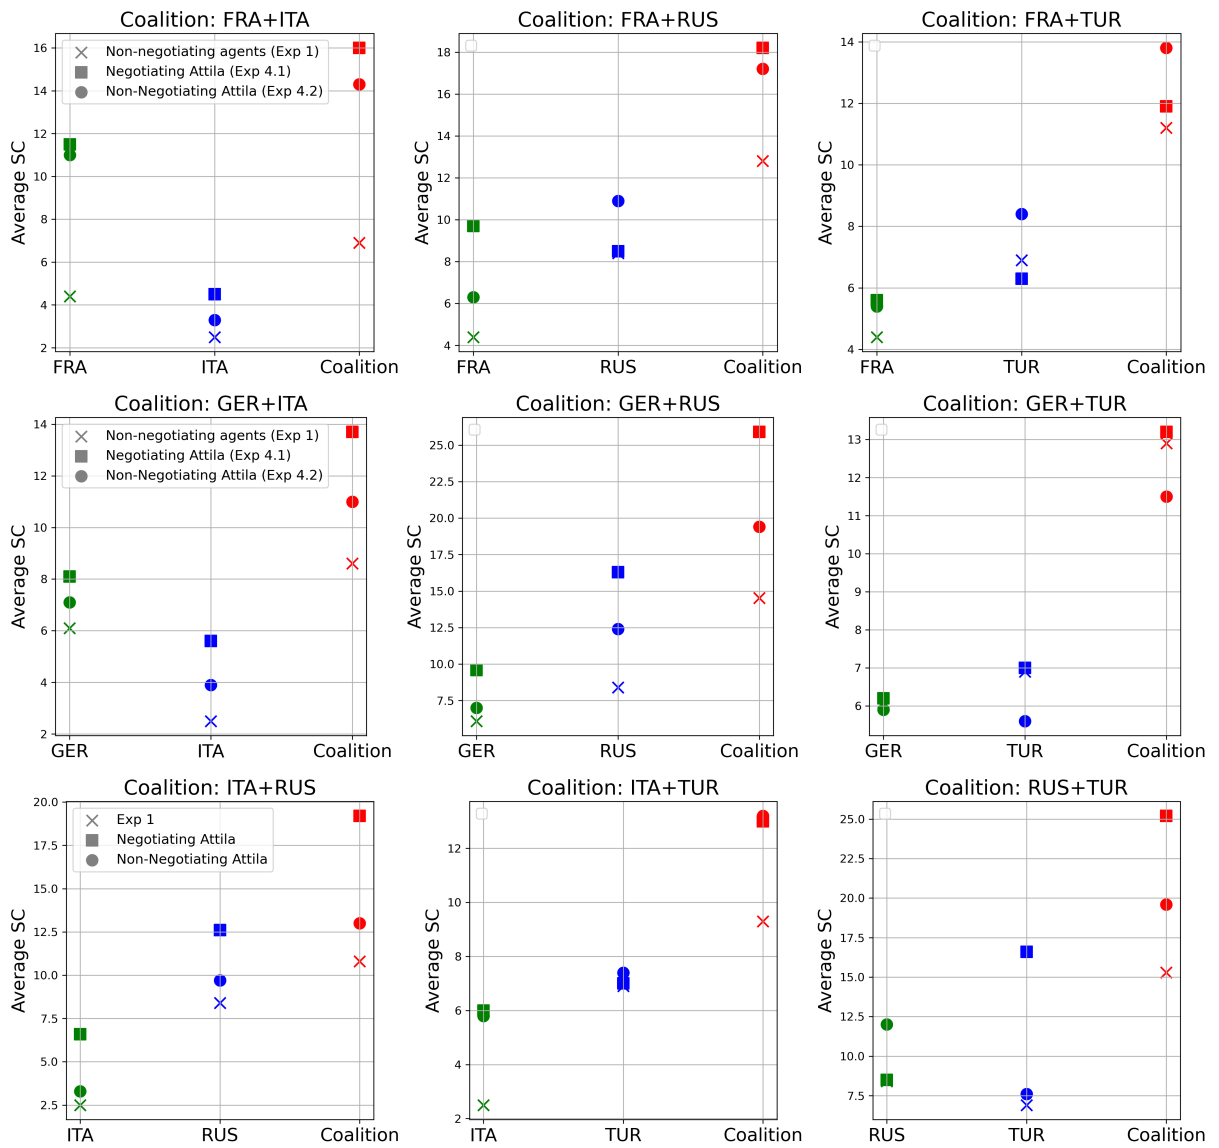 Coalition: FRA+ITA
Average SC
16
14
12
10
8
6
4
2
Non-negotiating agents (Exp 1)
Negotiating Attila (Exp 4.1)
Non-Negotiating Attila (Exp 4.2)
FRA ITA Coalition
Coalition: FRA+RUS
Average SC
18
16
14
12
10
8
6
4
FRA RUS Coalition
Coalition: FRA+TUR
Average SC
14
12
10
8
6
4
FRA TUR Coalition
Coalition: GER+ITA
Average SC
14
12
10
8
6
4
2
Non-negotiating agents (Exp 1)
Negotiating Attila (Exp 4.1)
Non-Negotiating Attila (Exp 4.2)
GER ITA Coalition
Coalition: GER+RUS
Average SC
25.0
22.5
20.0
17.5
15.0
12.5
10.0
7.5
GER RUS Coalition
Coalition: GER+TUR
Average SC
13
12
11
10
9
8
7
6
GER TUR Coalition
Coalition: ITA+RUS
Average SC
20.0
17.5
15.0
12.5
10.0
7.5
5.0
2.5
Exp 1
Negotiating Attila
Non-Negotiating Attila
ITA RUS Coalition
Coalition: ITA+TUR
Average SC
12
10
8
6
4
2
ITA TUR Coalition
Coalition: RUS+TUR
Average SC
25.0
22.5
20.0
17.5
15.0
12.5
10.0
7.5
RUS TUR Coalition